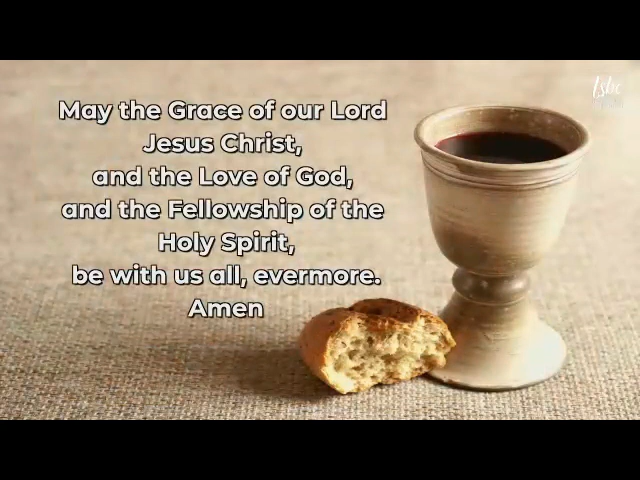 May the Grace of our Lord
Jesus Christ,
and the Love of God,
and the Fellowship of the
Holy Spirit,
be with us all, evermore.
Amen